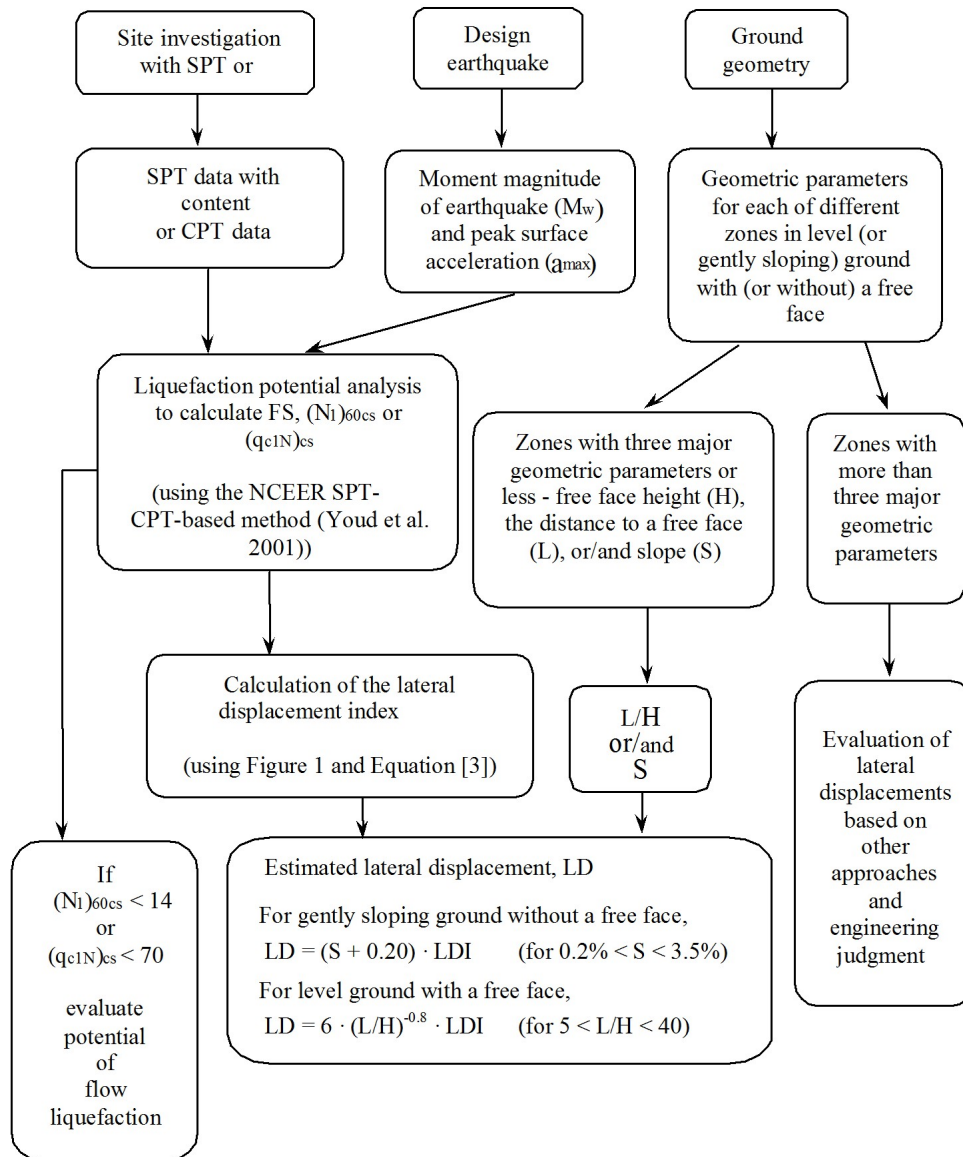 Site investigation
with SPT or
Design
earthquake
Ground
geometry
SPT data with
content
or CPT data
Moment magnitude
of earthquake (Mw)
and peak surface
acceleration (amax)
Geometric parameters
for each of different
zones in level (or
gently sloping) ground
with (or without) a free
face
Liquefaction potential analysis
to calculate FS, (N1)60cs or
(qc1N)cs
(using the NCEER SPT-
CPT-based method (Youd et al.
2001))
Zones with three major
geometric parameters or
less - free face height (H),
the distance to a free face
(L), or/and slope (S)
Zones with
more than
three major
geometric
parameters
Calculation of the lateral
displacement index
(using Figure 1 and Equation [3])
L/H
or/and
S
Evaluation of
lateral
displacements
based on
other
approaches
and
engineering
judgment
If
(N1)60cs < 14
or
(qc1N)cs < 70
evaluate
potential
of
flow
liquefaction
Estimated lateral displacement, LD
For gently sloping ground without a free face,
LD = (S + 0.20) · LDI (for 0.2% < S < 3.5%)
For level ground with a free face,
LD = 6 · (L/H)^-0.8 · LDI (for 5 < L/H < 40)